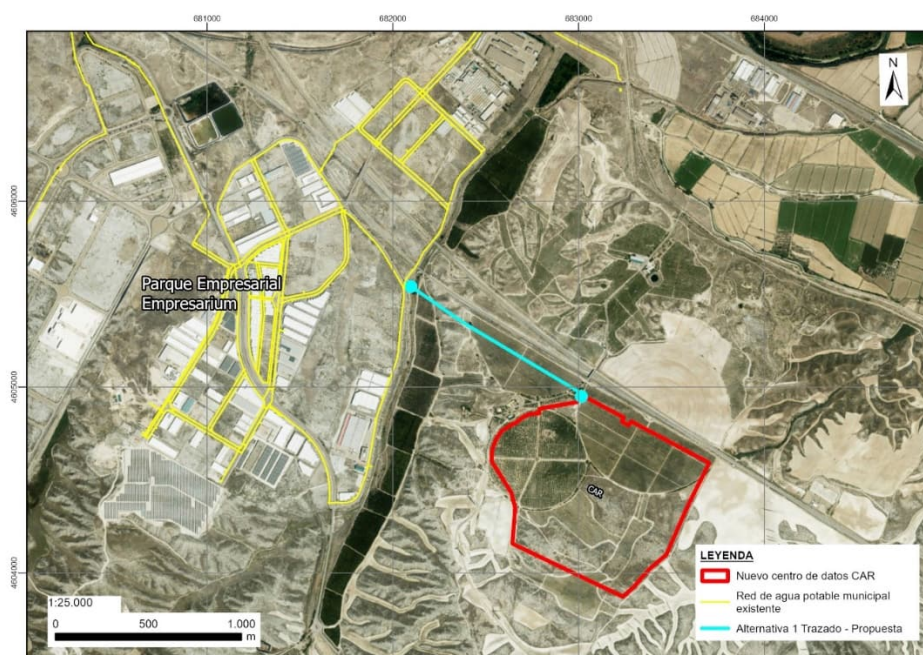 681000
682000
683000
684000
N
4606000
Parque Empresarial
Empresarium
4605000
CAR
4604000
1:25.000
0
500
1.000
m
LEYENDA
Nuevo centro de datos CAR
Red de agua potable municipal
existente
Alternativa 1 Trazado - Propuesta